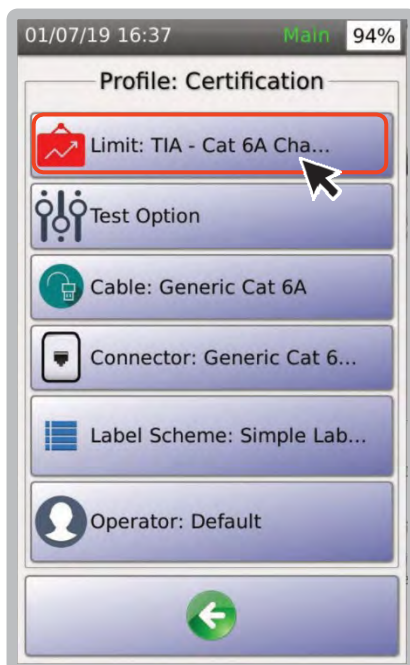 01/07/19 16:37 Main 94%
Profile: Certification
Limit: TIA - Cat 6A Cha...
Test Option
Cable: Generic Cat 6A
Connector: Generic Cat 6...
Label Scheme: Simple Lab...
Operator: Default